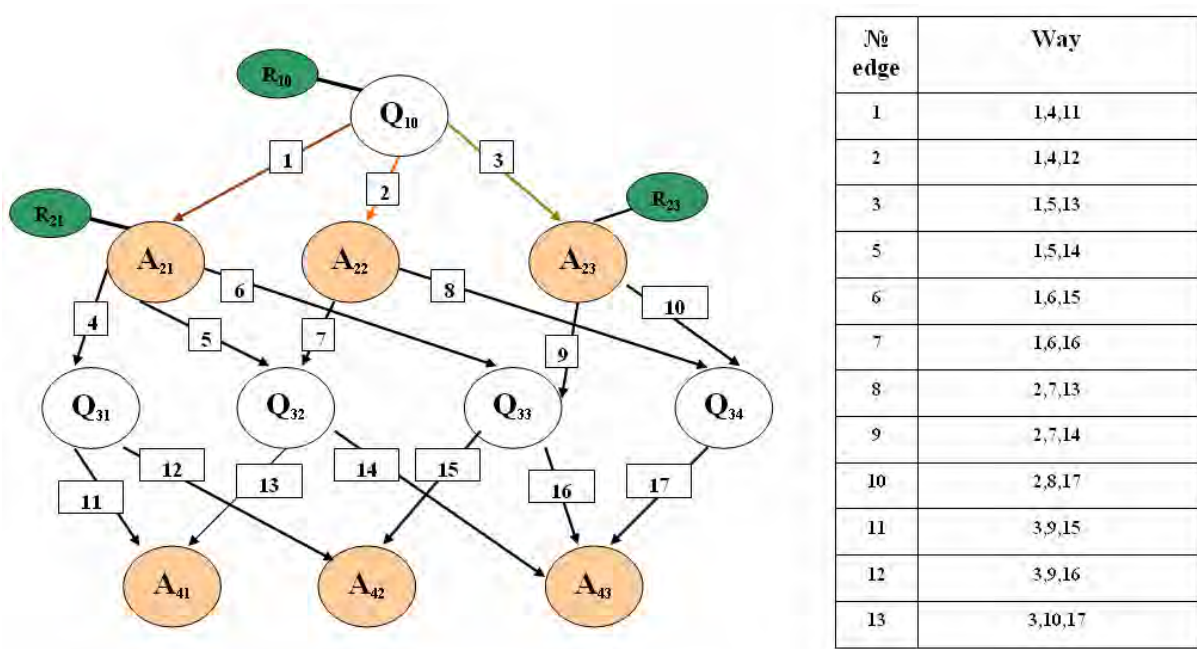 R10
Q10
1
2
3
R21
R23
A21
A22
A23
4
5
6
7
8
9
10
Q31
Q32
Q33
Q34
11
12
13
14
15
16
17
A41
A42
A43
№ edge Way
1 1,4,11
2 1,4,12
3 1,5,13
5 1,5,14
6 1,6,15
7 1,6,16
8 2,7,13
9 2,7,14
10 2,8,17
11 3,9,15
12 3,9,16
13 3,10,17